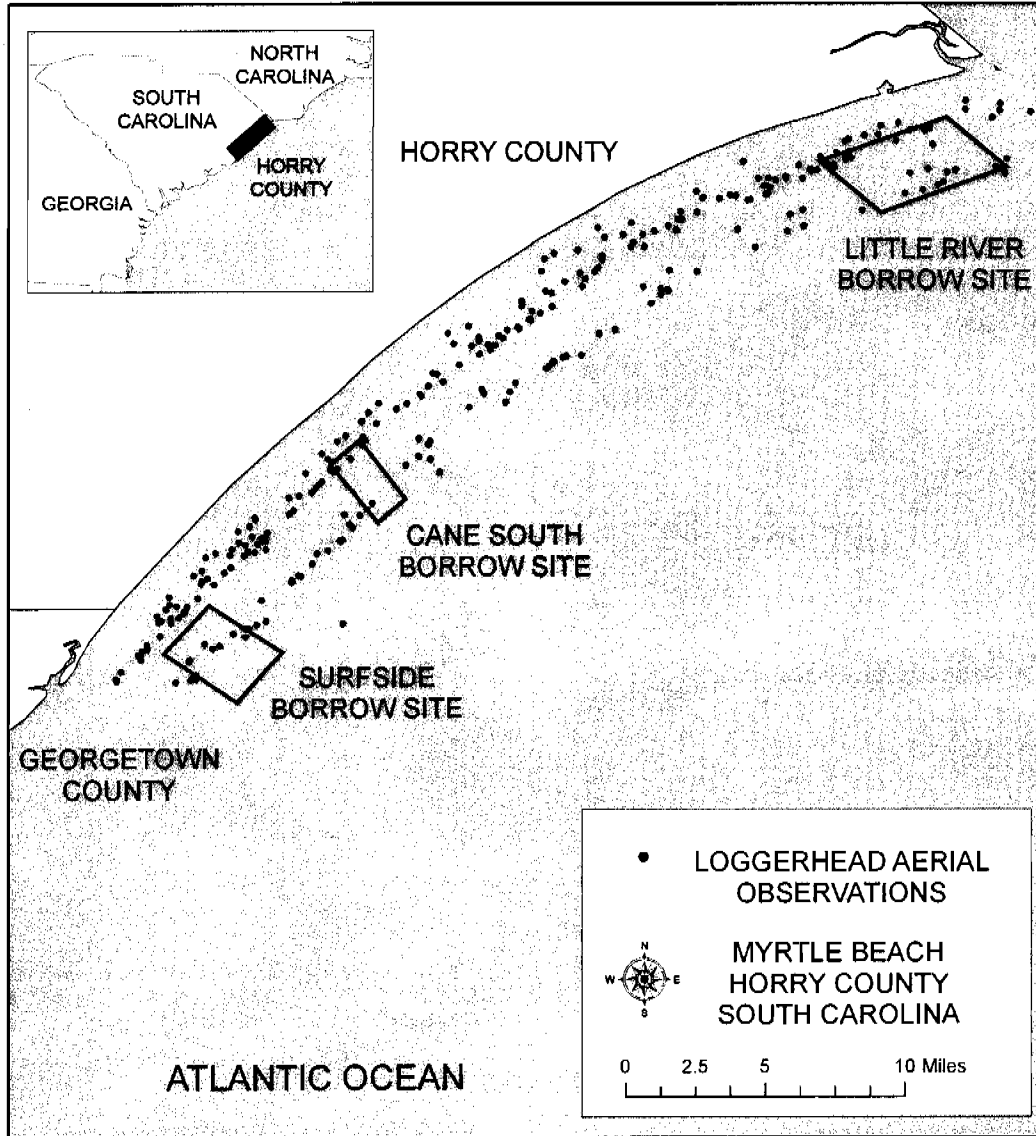 NORTH
CAROLINA
SOUTH
CAROLINA
HORRY
COUNTY
GEORGIA
HORRY COUNTY
LITTLE RIVER
BORROW SITE
CANE SOUTH
BORROW SITE
SURFSIDE
BORROW SITE
GEORGETOWN
COUNTY
LOGGERHEAD AERIAL
OBSERVATIONS
N
W E
S
MYRTLE BEACH
HORRY COUNTY
SOUTH CAROLINA
0 2.5 5 10 Miles
ATLANTIC OCEAN